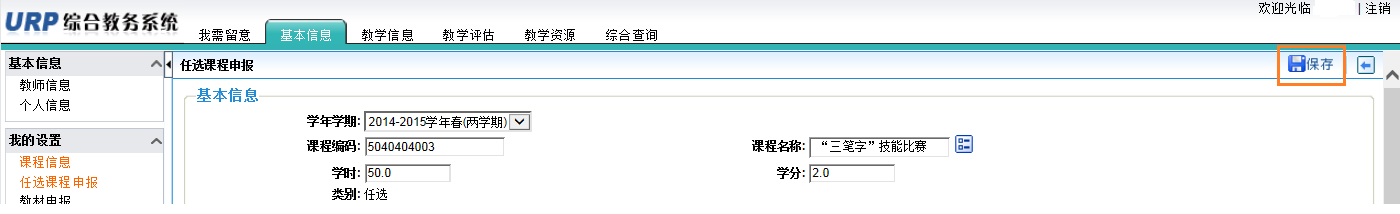 欢迎光临 | 注销
URP 综合教务系统
我需留意 基本信息 教学信息 教学评估 教学资源 综合查询
基本信息
教师信息
个人信息
我的设置
课程信息
任选课程申报
教材申报
任选课程申报 保存
基本信息
学年学期: 2014-2015学年春(两学期)
课程编码: 5040404003 课程名称: “三笔字”技能比赛
学时: 50.0 学分: 2.0
类别: 任选